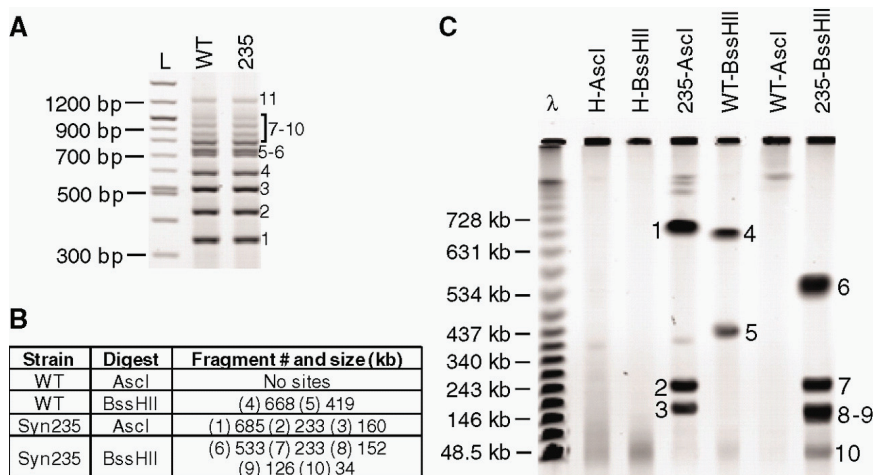 A
L WT 235
1200 bp
900 bp
700 bp
500 bp
300 bp
11
7-10
5-6
4
3
2
1
B
Strain Digest Fragment # and size (kb)
WT AscI No sites
WT BssHII (4) 668 (5) 419
Syn235 AscI (1) 685 (2) 233 (3) 160
Syn235 BssHII (6) 533 (7) 233 (8) 152
(9) 126 (10) 34
C
λ H-AscI H-BssHII 235-AscI WT-BssHII WT-AscI 235-BssHII
728 kb
631 kb
534 kb
437 kb
340 kb
243 kb
146 kb
48.5 kb
1
2
3
4
5
6
7
8-9
10